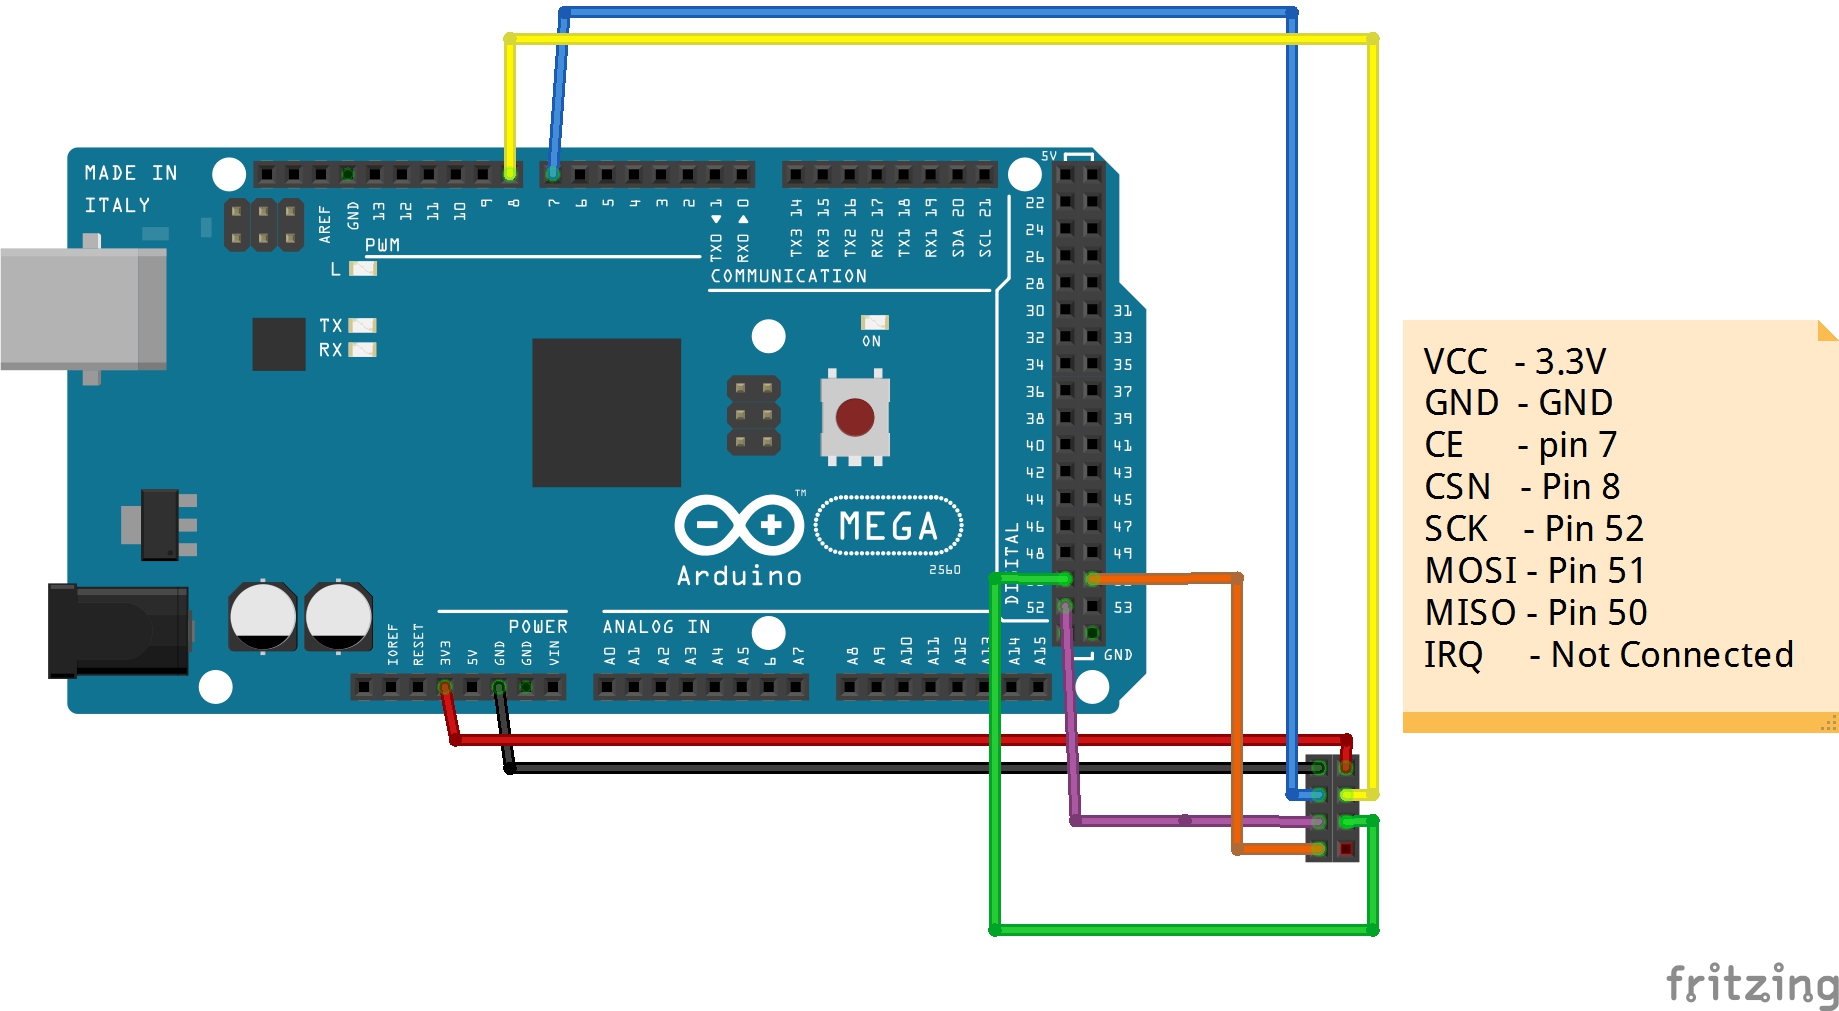 MADE IN
ITALY
AREF
GND
13
12
11
10
9
8
7
6
5
4
3
2
TX0 ◄ 1
RX0 ► 0
TX3 14
RX3 15
TX2 16
RX2 17
TX1 18
RX1 19
SDA 20
SCL 21
5V
PWM
L
COMMUNICATION
TX
RX
ON
22
24
26
28
30 31
32 33
34 35
36 37
38 39
40 41
42 43
44 45
46 47
48 49
52 53
GND
DIGITAL
TM
MEGA
Arduino
2560
POWER
ANALOG IN
IOREF
RESET
3V3
5V
GND
GND
VIN
A0
A1
A2
A3
A4
A5
6
A7
A8
A9
A10
A11
A12
A13
A14
A15
VCC - 3.3V
GND - GND
CE - pin 7
CSN - Pin 8
SCK - Pin 52
MOSI - Pin 51
MISO - Pin 50
IRQ - Not Connected
fritzing